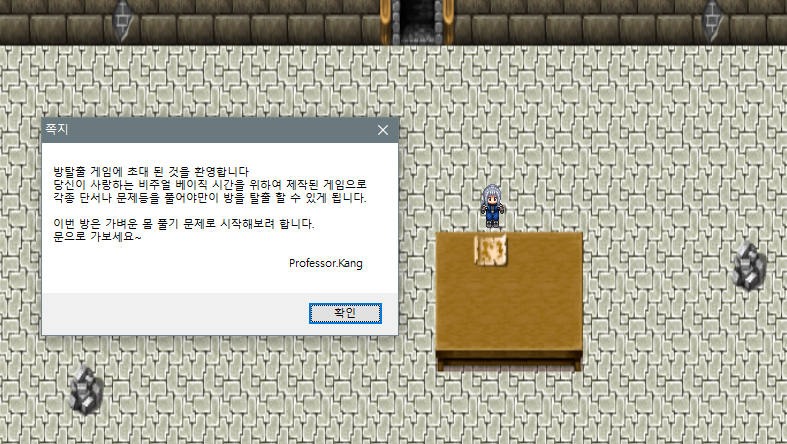 쪽지
방탈출 게임에 초대 된 것을 환영합니다
당신이 사랑하는 비주얼 베이직 시간을 위하여 제작된 게임으로
각종 단서나 문제등을 풀어야만이 방을 탈출 할 수 있게 됩니다.
이번 방은 가벼운 몸 풀기 문제로 시작해보려 합니다.
문으로 가보세요~
Professor.Kang
확인